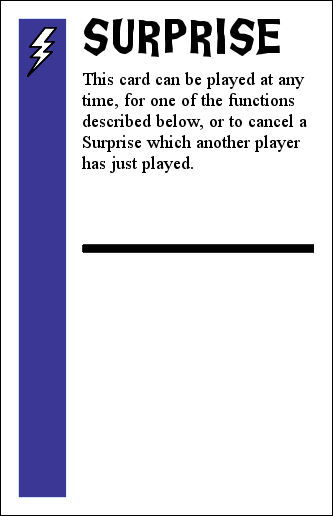 SURPRISE
This card can be played at any
time, for one of the functions
described below, or to cancel a
Surprise which another player
has just played.